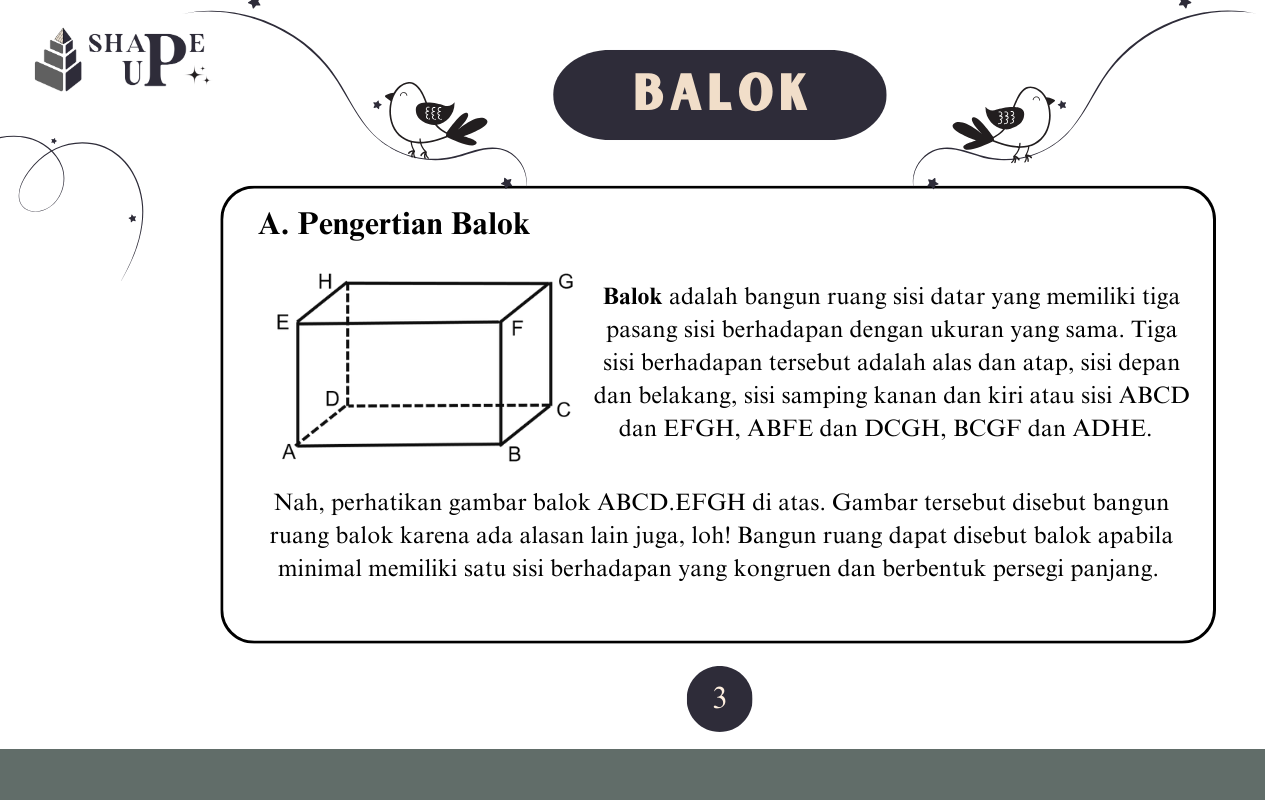 SHAPE
UP
BALOK
A. Pengertian Balok
H
G
E
F
D
C
A
B
Balok adalah bangun ruang sisi datar yang memiliki tiga
pasang sisi berhadapan dengan ukuran yang sama. Tiga
sisi berhadapan tersebut adalah alas dan atap, sisi depan
dan belakang, sisi samping kanan dan kiri atau sisi ABCD
dan EFGH, ABFE dan DCGH, BCGF dan ADHE.
Nah, perhatikan gambar balok ABCD.EFGH di atas. Gambar tersebut disebut bangun
ruang balok karena ada alasan lain juga, loh! Bangun ruang dapat disebut balok apabila
minimal memiliki satu sisi berhadapan yang kongruen dan berbentuk persegi panjang.
3